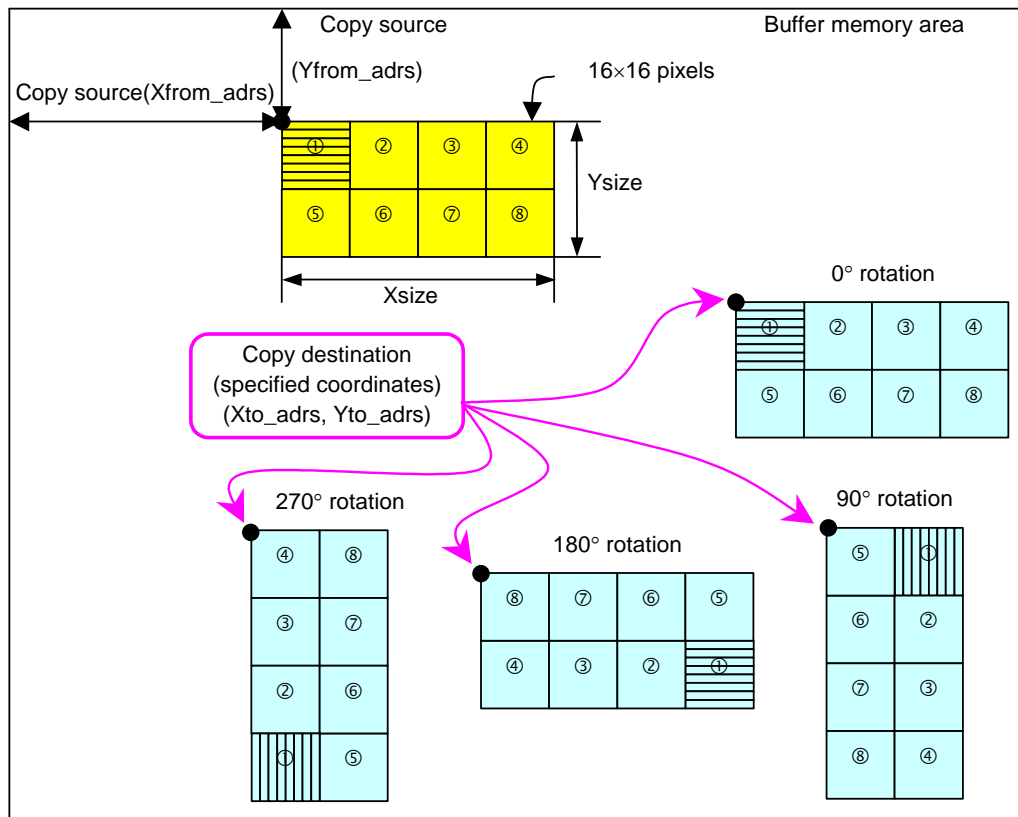 Copy source
(Yfrom_adrs)
Buffer memory area
Copy source(Xfrom_adrs)
16×16 pixels
① ② ③ ④
⑤ ⑥ ⑦ ⑧
Ysize
Xsize
0° rotation
① ② ③ ④
⑤ ⑥ ⑦ ⑧
Copy destination
(specified coordinates)
(Xto_adrs, Yto_adrs)
270° rotation
④ ⑧
③ ⑦
② ⑥
① ⑤
180° rotation
⑧ ⑦ ⑥ ⑤
④ ③ ② ①
90° rotation
⑤ ①
⑥ ②
⑦ ③
⑧ ④